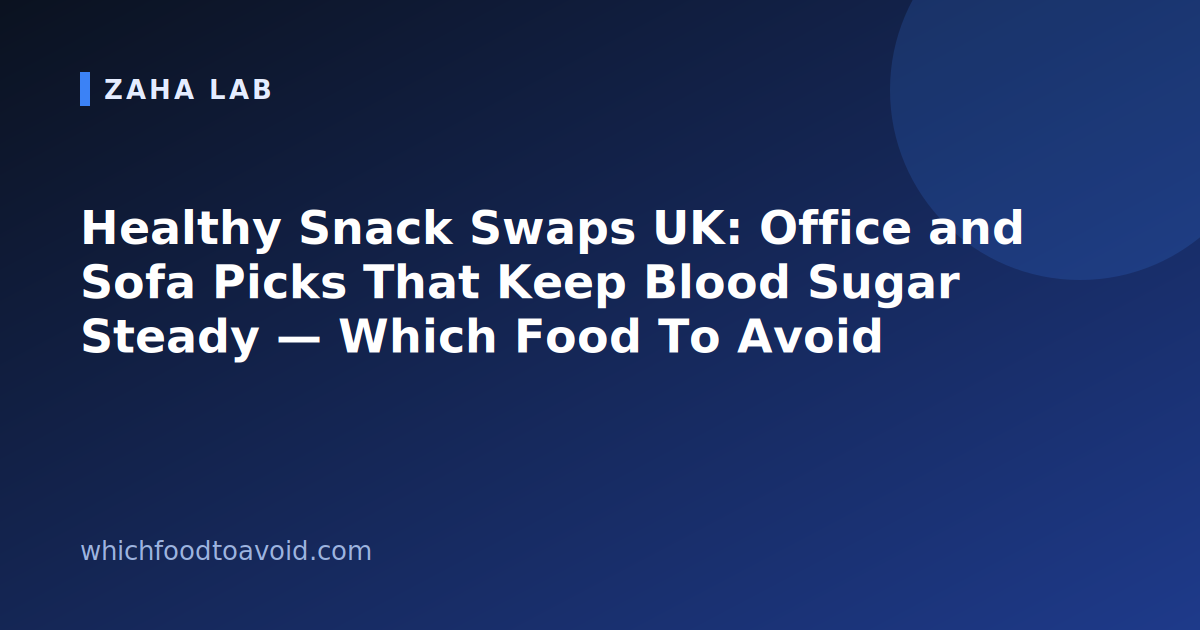 ZAHA LAB
Healthy Snack Swaps UK: Office and
Sofa Picks That Keep Blood Sugar
Steady — Which Food To Avoid
whichfoodtoavoid.com